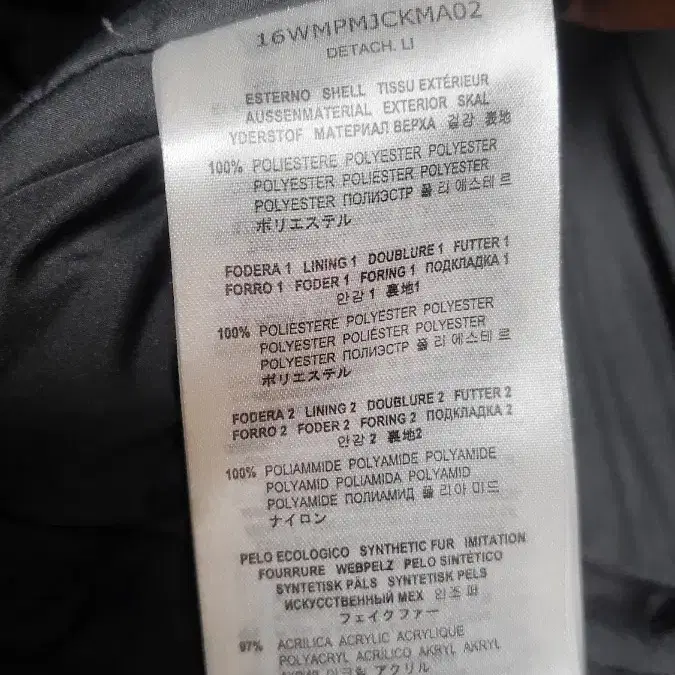 16WMPMJCKMA02
DETACH. LI
ESTERNO SHELL TISSU EXTÉRIEUR
AUSSENMATERIAL EXTERIOR SKAL
YDERSTOF МАТЕРИАЛ ВЕРХА 겉감 表地
100% POLIESTERE POLYESTER POLYESTER
POLYESTER POLIÉSTER POLYESTER
POLYESTER ПОЛИЭСТР 폴리에스테르
ポリエステル
FODERA 1 LINING 1 DOUBLURE 1 FUTTER 1
FORRO 1 FODER 1 FORING 1 ПОДКЛАДКА 1
안감 1 裏地1
100% POLIESTERE POLYESTER POLYESTER
POLYESTER POLIÉSTER POLYESTER
POLYESTER ПОЛИЭСТР 폴리에스테르
ポリエステル
FODERA 2 LINING 2 DOUBLURE 2 FUTTER 2
FORRO 2 FODER 2 FORING 2 ПОДКЛАДКА 2
안감 2 裏地2
100% POLIAMMIDE POLYAMIDE POLYAMIDE
POLYAMID POLIAMIDA POLYAMID
POLYAMIDE ПОЛИАМИД 폴리아미드
ナイロン
PELO ECOLOGICO SYNTHETIC FUR IMITATION
FOURRURE WEBPELZ PELO SINTÉTICO
SYNTETISK PÄLS SYNTETISK PELS
ИСКУССТВЕННЫЙ МЕХ 인조 퍼
フェイクファー
97% ACRILICA ACRYLIC ACRYLIQUE
POLYACRYL ACRÍLICO AKRYL AKRYL
アクリル